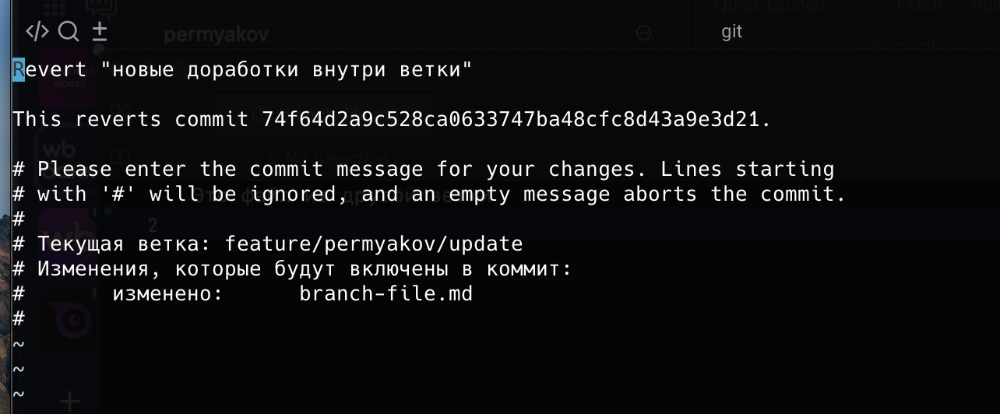 Quick Launch Fetch
permyakov git
Revert "новые доработки внутри ветки"
This reverts commit 74f64d2a9c528ca0633747ba48cfc8d43a9e3d21.
# Please enter the commit message for your changes. Lines starting
# with '#' will be ignored, and an empty message aborts the commit.
#
2
# Текущая ветка: feature/permyakov/update
# Изменения, которые будут включены в коммит:
# изменено: branch-file.md
#
~
~
~